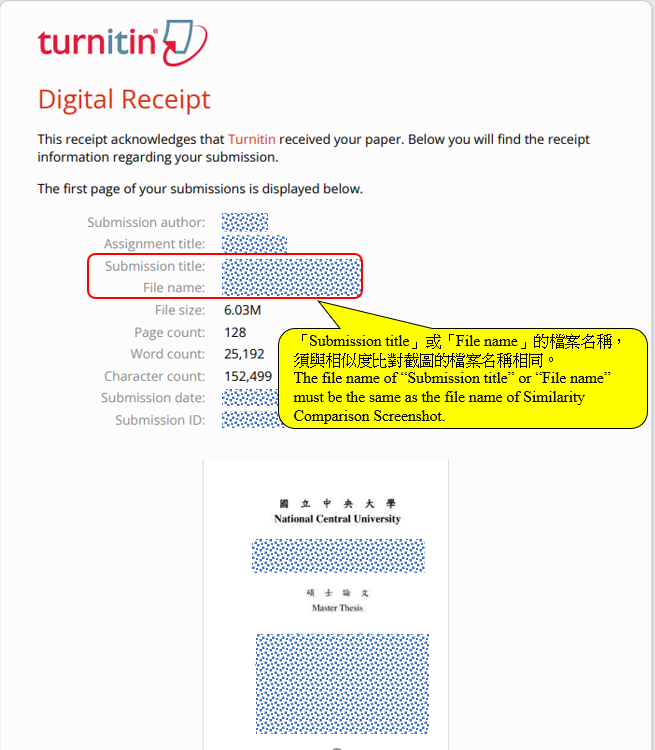 turnitin
Digital Receipt
This receipt acknowledges that Turnitin received your paper. Below you will find the receipt
information regarding your submission.
The first page of your submissions is displayed below.
Submission author:
Assignment title:
Submission title:
File name:
File size: 6.03M
Page count: 128
Word count: 25,192
Character count: 152,499
Submission date:
Submission ID:
「Submission title」或「File name」的檔案名稱，
須與相似度比對截圖的檔案名稱相同。
The file name of “Submission title” or “File name”
must be the same as the file name of Similarity
Comparison Screenshot.
國 立 中 央 大 學
National Central University
碩 士 論 文
Master Thesis